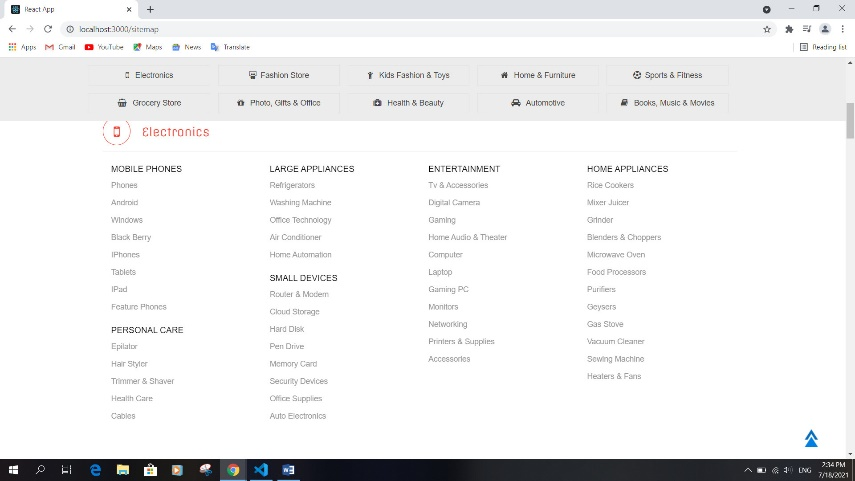 React App
localhost:3000/sitemap
Apps
Gmail
YouTube
Maps
News
Translate
Reading list
Electronics
Fashion Store
Kids Fashion & Toys
Home & Furniture
Sports & Fitness
Grocery Store
Photo, Gifts & Office
Health & Beauty
Automotive
Books, Music & Movies
Electronics
MOBILE PHONES
Phones
Android
Windows
Black Berry
IPhones
Tablets
IPad
Feature Phones
PERSONAL CARE
Epilator
Hair Styler
Trimmer & Shaver
Health Care
Cables
LARGE APPLIANCES
Refrigerators
Washing Machine
Office Technology
Air Conditioner
Home Automation
SMALL DEVICES
Router & Modem
Cloud Storage
Hard Disk
Pen Drive
Memory Card
Security Devices
Office Supplies
Auto Electronics
ENTERTAINMENT
Tv & Accessories
Digital Camera
Gaming
Home Audio & Theater
Computer
Laptop
Gaming PC
Monitors
Networking
Printers & Supplies
Accessories
HOME APPLIANCES
Rice Cookers
Mixer Juicer
Grinder
Blenders & Choppers
Microwave Oven
Food Processors
Purifiers
Geysers
Gas Stove
Vacuum Cleaner
Sewing Machine
Heaters & Fans
ENG
2:34 PM
7/18/2021